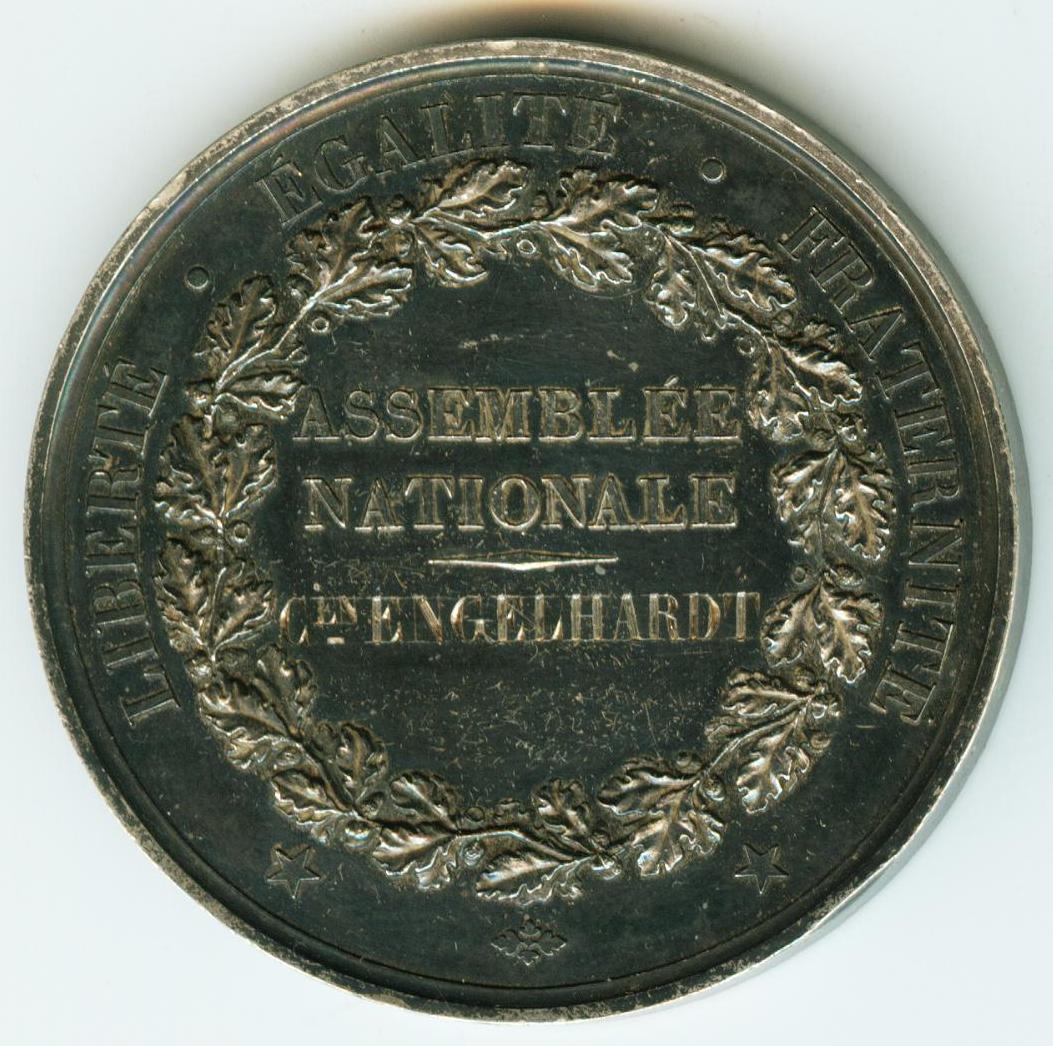 LIBERTÉ • ÉGALITÉ • FRATERNITÉ
ASSEMBLÉE
NATIONALE
CEN ENGELHARDT